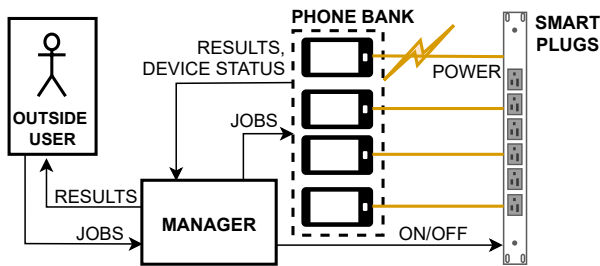 PHONE BANK
SMART
PLUGS
RESULTS,
DEVICE STATUS
POWER
OUTSIDE
USER
JOBS
RESULTS
MANAGER
JOBS
ON/OFF